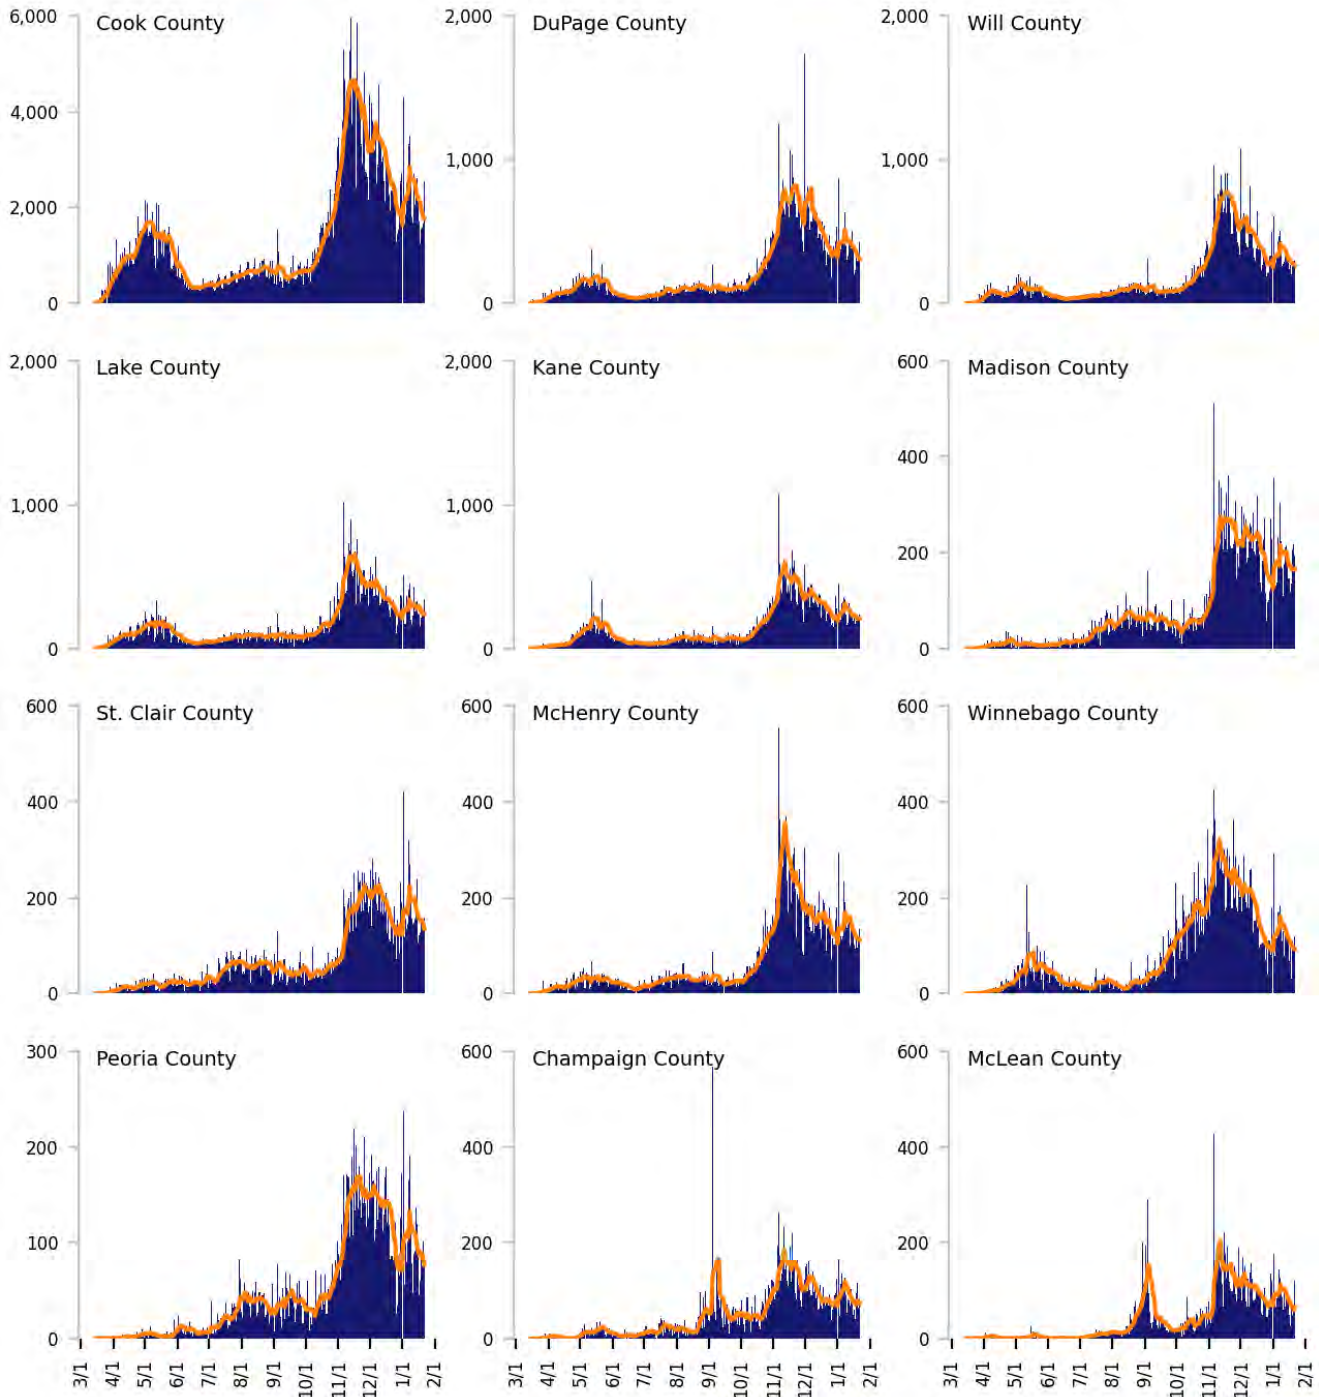 6,000 Cook County 2,000 DuPage County 2,000 Will County
4,000
1,000 1,000
2,000
0 0 0
2,000 Lake County 2,000 Kane County 600 Madison County
400
1,000 1,000
200
0 0 0
600 St. Clair County 600 McHenry County 600 Winnebago County
400 400 400
200 200 200
0 0 0
300 Peoria County 600 Champaign County 600 McLean County
200 400 400
100 200 200
0 0 0
3/1 4/1 5/1 6/1 7/1 8/1 9/1 10/1 11/1 12/1 1/1 2/1 3/1 4/1 5/1 6/1 7/1 8/1 9/1 10/1 11/1 12/1 1/1 2/1 3/1 4/1 5/1 6/1 7/1 8/1 9/1 10/1 11/1 12/1 1/1 2/1